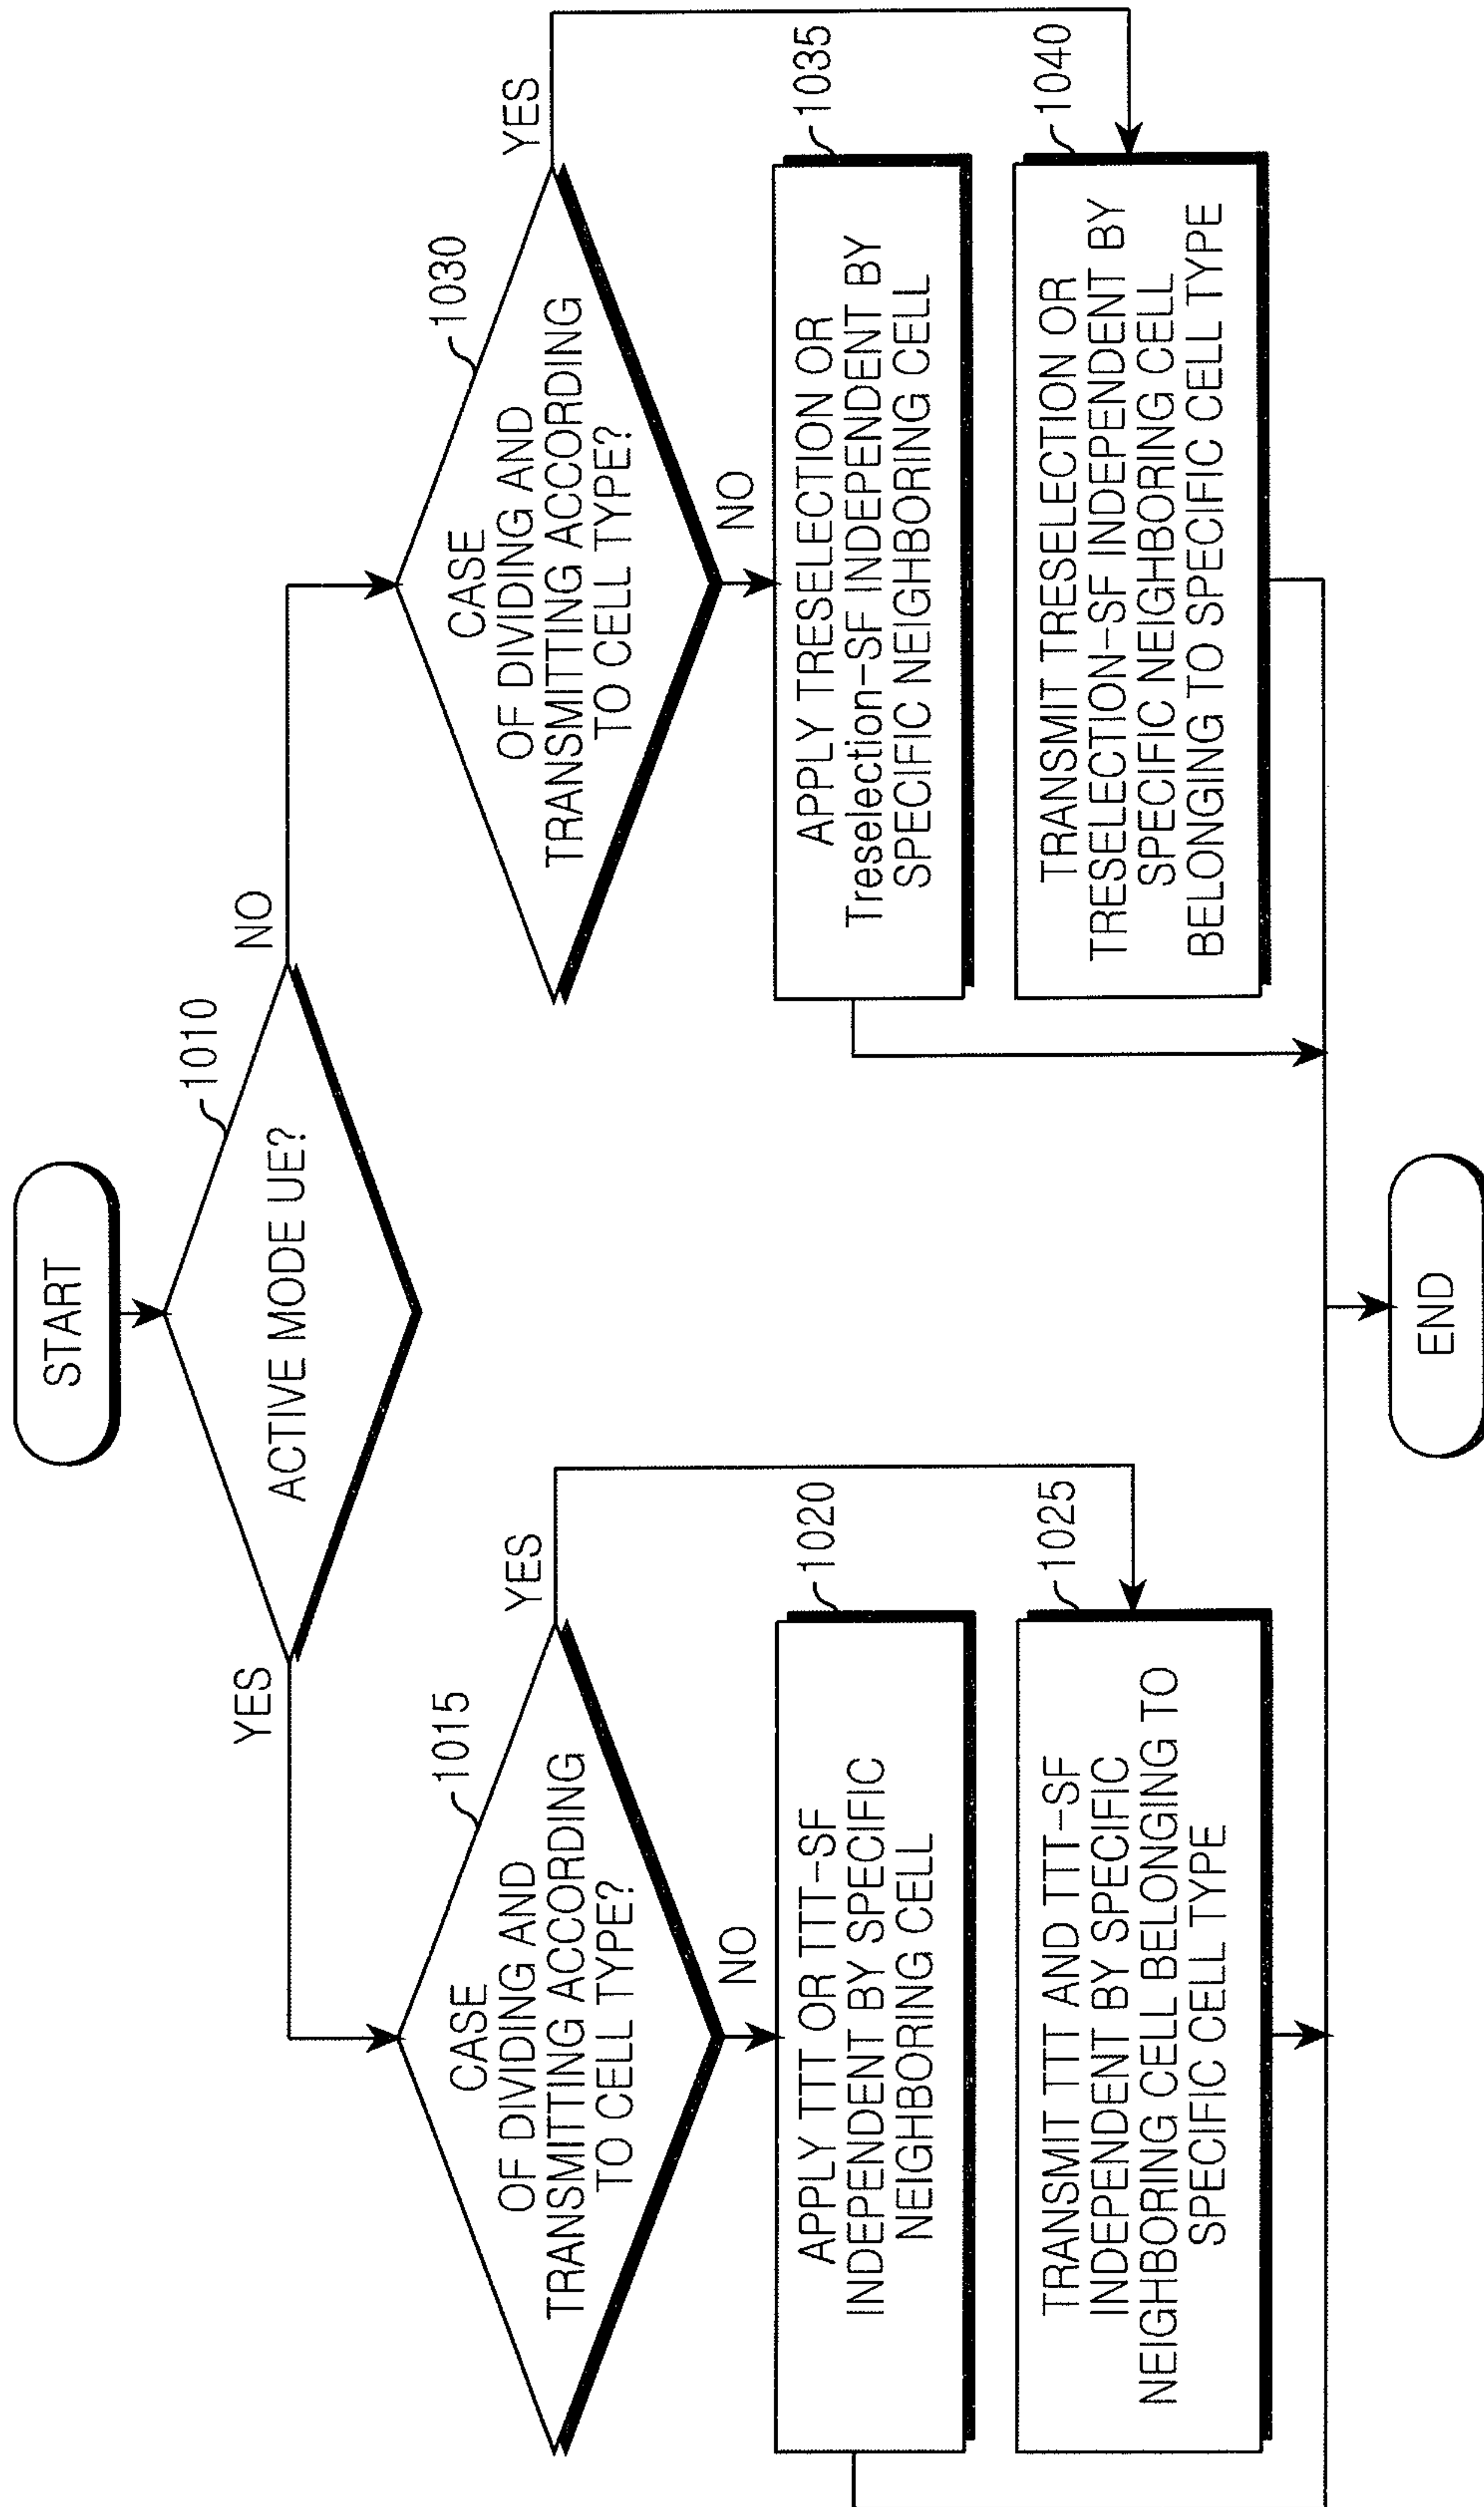 START
1010
ACTIVE MODE UE?
YES
NO
1015
CASE
OF DIVIDING AND
TRANSMITTING ACCORDING
TO CELL TYPE?
YES
NO
1020
APPLY TTT OR TTT-SF
INDEPENDENT BY SPECIFIC
NEIGHBORING CELL
1025
TRANSMIT TTT AND TTT-SF
INDEPENDENT BY SPECIFIC
NEIGHBORING CELL BELONGING TO
SPECIFIC CELL TYPE
1030
CASE
OF DIVIDING AND
TRANSMITTING ACCORDING
TO CELL TYPE?
YES
NO
1035
APPLY TRESELECTION OR
Treselection-SF INDEPENDENT BY
SPECIFIC NEIGHBORING CELL
1040
TRANSMIT TRESELECTION OR
TRESELECTION-SF INDEPENDENT BY
SPECIFIC NEIGHBORING CELL
BELONGING TO SPECIFIC CELL TYPE
END